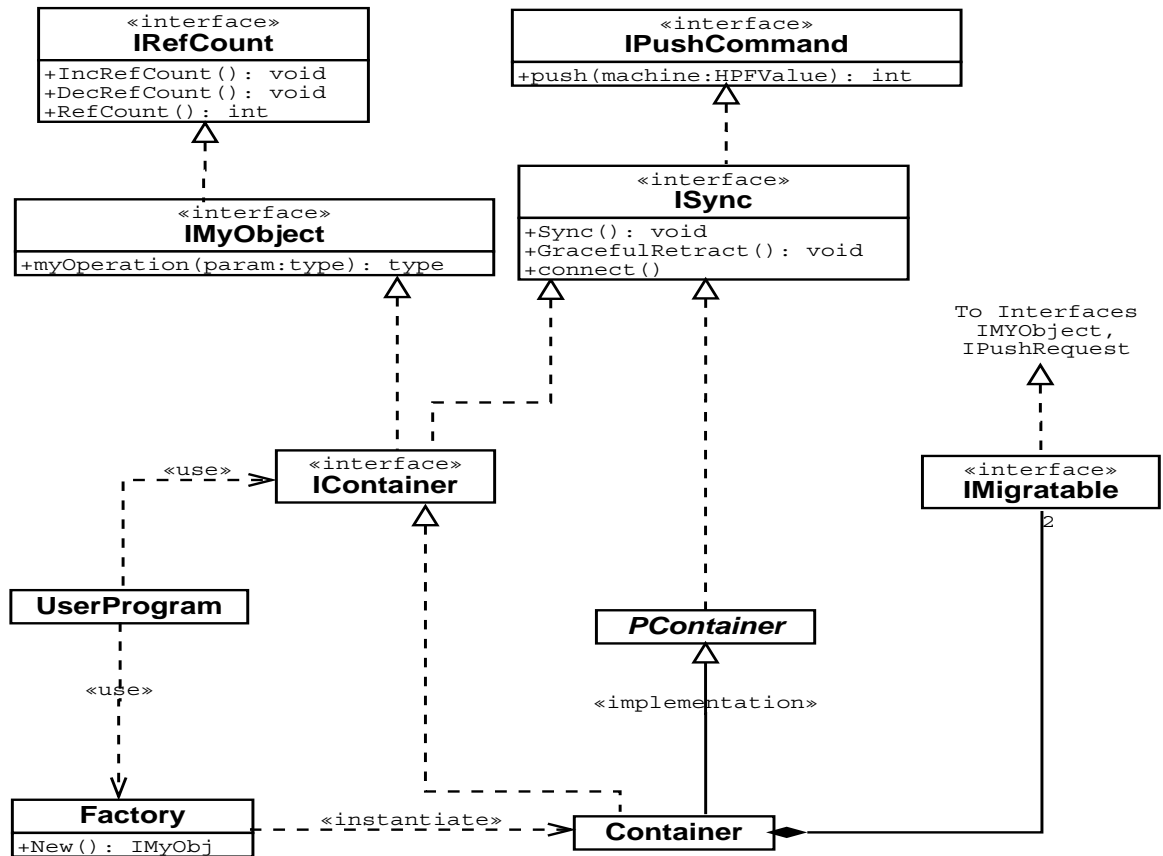 «interface»
IRefCount
+IncRefCount(): void
+DecRefCount(): void
+RefCount(): int
«interface»
IPushCommand
+push(machine:HPFValue): int
«interface»
IMyObject
+myOperation(param:type): type
«interface»
ISync
+Sync(): void
+GracefulRetract(): void
+connect()
To Interfaces
IMYObject,
IPushRequest
«use»
«interface»
IContainer
«interface»
IMigratable
2
UserProgram
PContainer
«use»
«implementation»
Factory
+New(): IMyObj
«instantiate»
Container